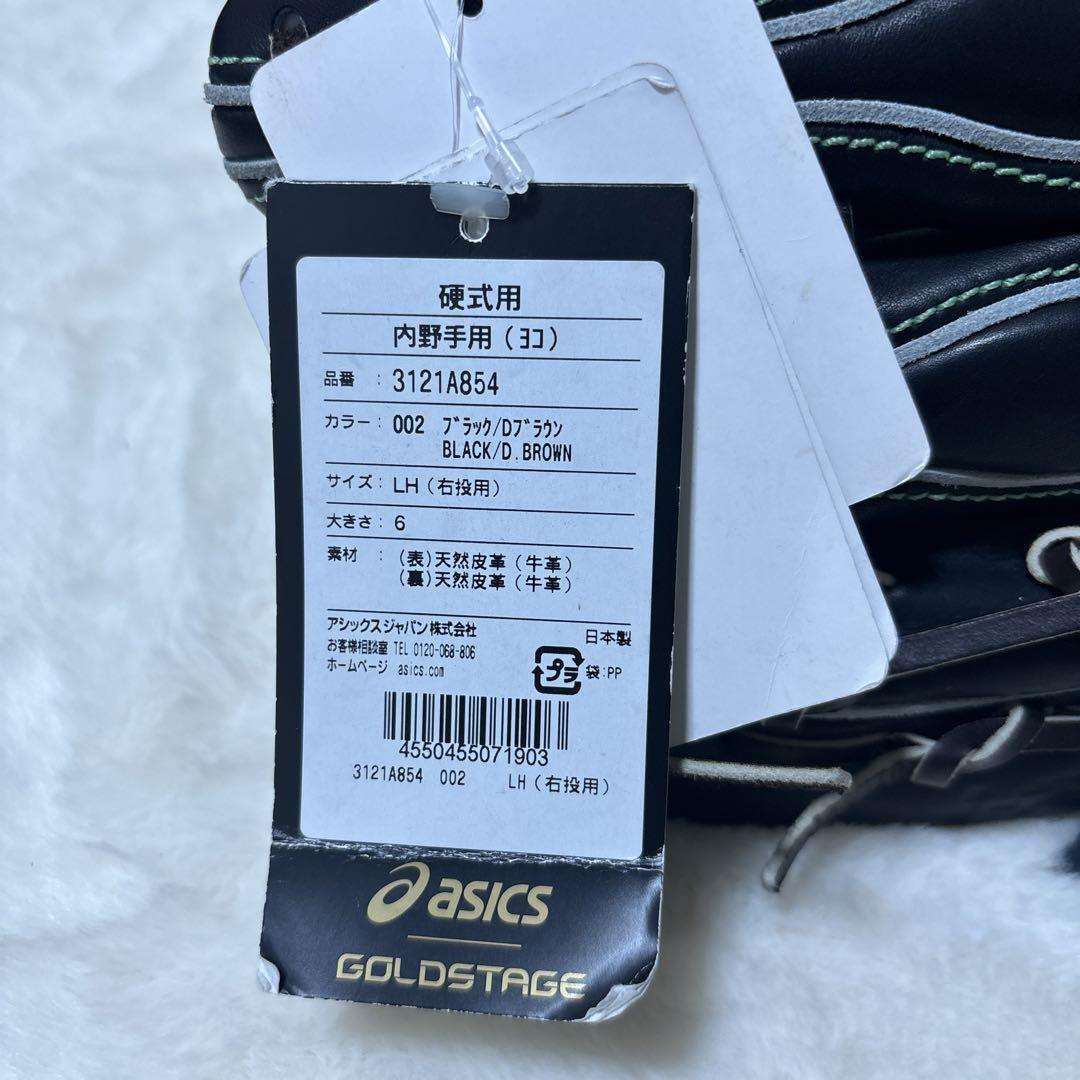 硬式用
内野手用（ﾖｺ）
品番 : 3121A854
カラー: 002 ﾌﾞﾗｯｸ/Dﾌﾞﾗｳﾝ
BLACK/D.BROWN
サイズ: LH（右投用）
大きさ: 6
素材 : (表)天然皮革（牛革）
(裏)天然皮革（牛革）
アシックスジャパン株式会社
日本製
お客様相談室 TEL 0120-068-806
ホームページ asics.com
プラ 袋:PP
4550455071903
3121A854 002 LH（右投用）
asics
GOLDSTAGE